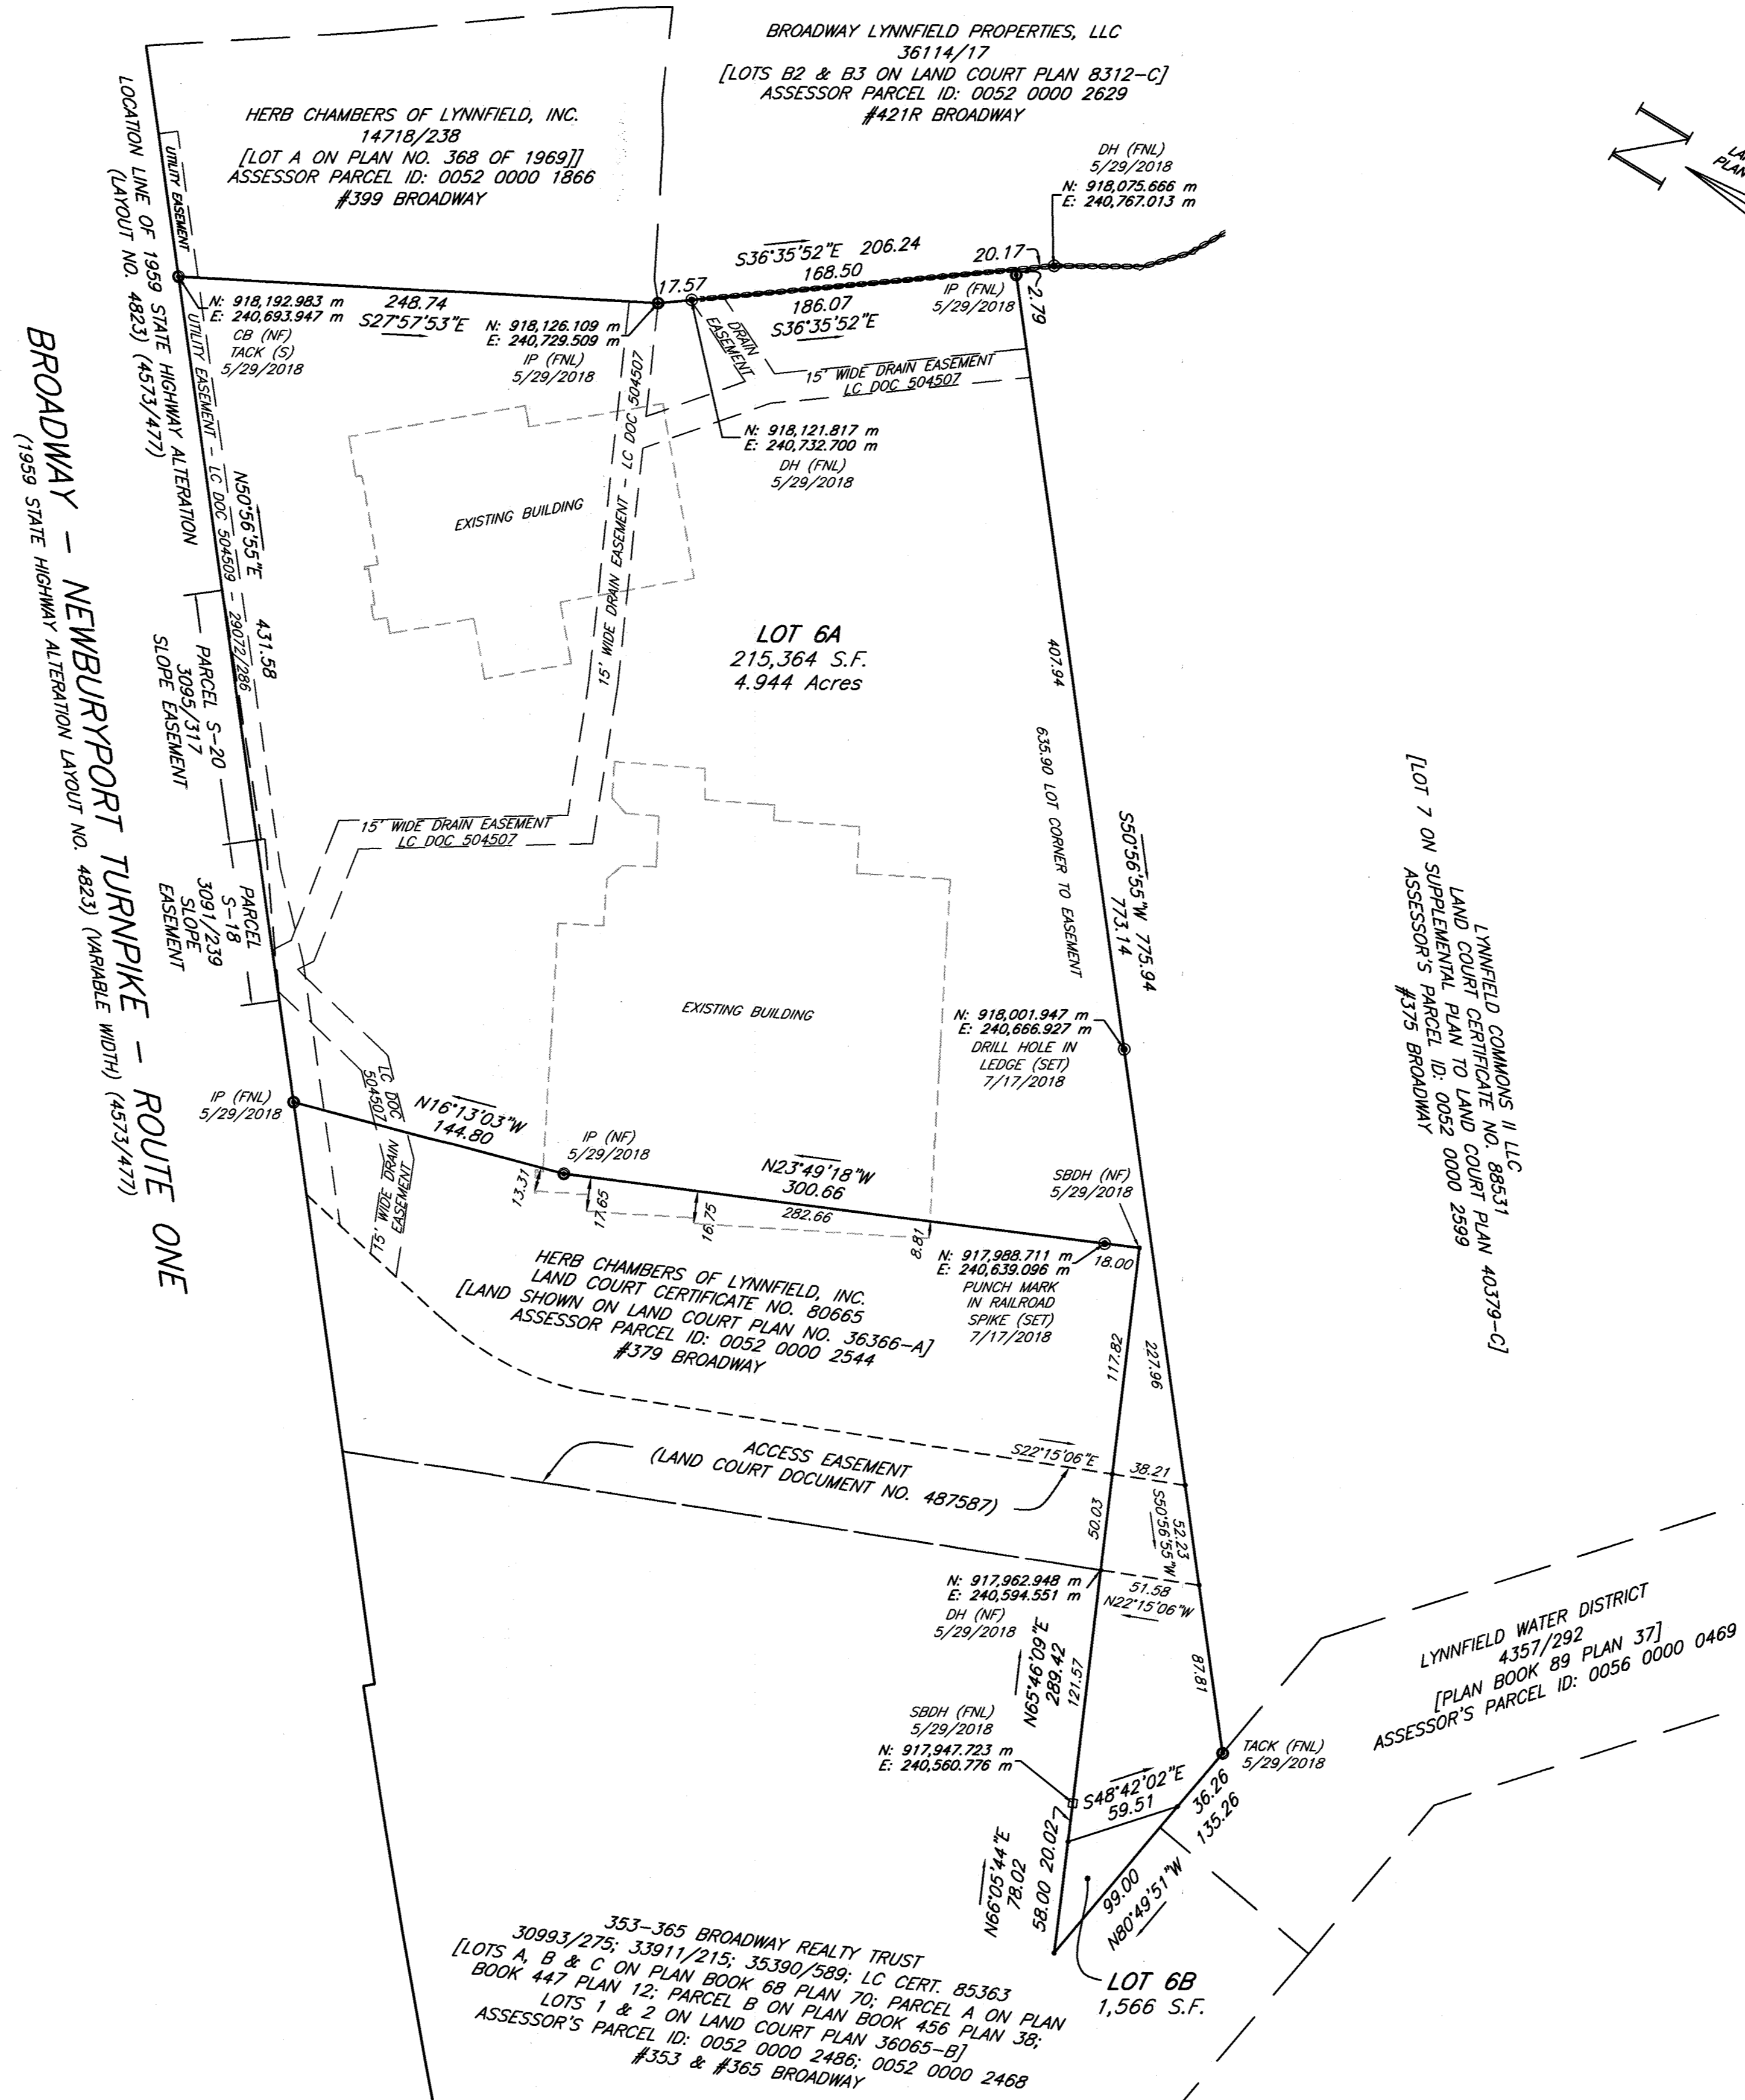 BROADWAY LYNNFIELD PROPERTIES, LLC
36114/17
[LOTS B2 & B3 ON LAND COURT PLAN 8312-C]
ASSESSOR PARCEL ID: 0052 0000 2629
#421R BROADWAY
HERB CHAMBERS OF LYNNFIELD, INC.
14718/238
[LOT A ON PLAN NO. 368 OF 1969]]
ASSESSOR PARCEL ID: 0052 0000 1866
#399 BROADWAY
N
DH (FNL)
5/29/2018
N: 918,075.666 m
E: 240,767.013 m
UTILITY EASEMENT
LOCATION LINE OF 1959 STATE HIGHWAY ALTERATION
(LAYOUT NO. 4823) (4573/477)
S36°35'52"E 206.24
168.50
20.17
17.57
186.07
S36°35'52"E
IP (FNL)
5/29/2018
2.79
N: 918,192.983 m
E: 240,693.947 m
CB (NF)
TACK (S)
5/29/2018
248.74
S27°57'53"E
N: 918,126.109 m
E: 240,729.509 m
IP (FNL)
5/29/2018
DRAIN
EASEMENT
15' WIDE DRAIN EASEMENT
LC DOC 504507
N: 918,121.817 m
E: 240,732.700 m
DH (FNL)
5/29/2018
UTILITY EASEMENT - LC DOC 504509 - 29072/286
N50°56'55"E 431.58
15' WIDE DRAIN EASEMENT - LC DOC 504507
EXISTING BUILDING
LOT 6A
215,364 S.F.
4.944 Acres
407.94
635.90 LOT CORNER TO EASEMENT
S50°56'55"W 775.94
773.14
BROADWAY - NEWBURYPORT TURNPIKE - ROUTE ONE
(1959 STATE HIGHWAY ALTERATION LAYOUT NO. 4823) (VARIABLE WIDTH) (4573/477)
PARCEL S-20
3095/317
SLOPE EASEMENT
PARCEL
S-18
3091/239
SLOPE
EASEMENT
15' WIDE DRAIN EASEMENT
LC DOC 504507
LYNNFIELD COMMONS II LLC
LAND COURT CERTIFICATE NO. 88531
[LOT 7 ON SUPPLEMENTAL PLAN TO LAND COURT PLAN 40379-C]
ASSESSOR'S PARCEL ID: 0052 0000 2599
#375 BROADWAY
EXISTING BUILDING
N: 918,001.947 m
E: 240,666.927 m
DRILL HOLE IN
LEDGE (SET)
7/17/2018
IP (FNL)
5/29/2018
LC DOC
504507
15' WIDE DRAIN
EASEMENT
N16°13'03"W
144.80
IP (NF)
5/29/2018
13.31
17.65
16.75
8.81
N23°49'18"W
300.66
282.66
SBDH (NF)
5/29/2018
18.00
N: 917,988.711 m
E: 240,639.096 m
PUNCH MARK
IN RAILROAD
SPIKE (SET)
7/17/2018
HERB CHAMBERS OF LYNNFIELD, INC.
LAND COURT CERTIFICATE NO. 80665
[LAND SHOWN ON LAND COURT PLAN NO. 36366-A]
ASSESSOR PARCEL ID: 0052 0000 2544
#379 BROADWAY
117.82
227.96
ACCESS EASEMENT
(LAND COURT DOCUMENT NO. 487587)
S22°15'06"E
38.21
50.03
52.23
S50°56'55"W
51.58
N22°15'06"W
N: 917,962.948 m
E: 240,594.551 m
DH (NF)
5/29/2018
N65°46'09"E
289.42
121.57
87.81
LYNNFIELD WATER DISTRICT
4357/292
[PLAN BOOK 89 PLAN 37]
ASSESSOR'S PARCEL ID: 0056 0000 0469
SBDH (FNL)
5/29/2018
N: 917,947.723 m
E: 240,560.776 m
TACK (FNL)
5/29/2018
S48°42'02"E
59.51
36.26
135.26
N66°05'44"E
78.02
58.00
20.02
99.00
N80°49'51"W
LOT 6B
1,566 S.F.
353-365 BROADWAY REALTY TRUST
30993/275; 33911/215; 35390/589; LC CERT. 85363
[LOTS A, B & C ON PLAN BOOK 68 PLAN 70; PARCEL A ON PLAN
BOOK 447 PLAN 12; PARCEL B ON PLAN BOOK 456 PLAN 38;
LOTS 1 & 2 ON LAND COURT PLAN 36065-B]
ASSESSOR'S PARCEL ID: 0052 0000 2486; 0052 0000 2468
#353 & #365 BROADWAY